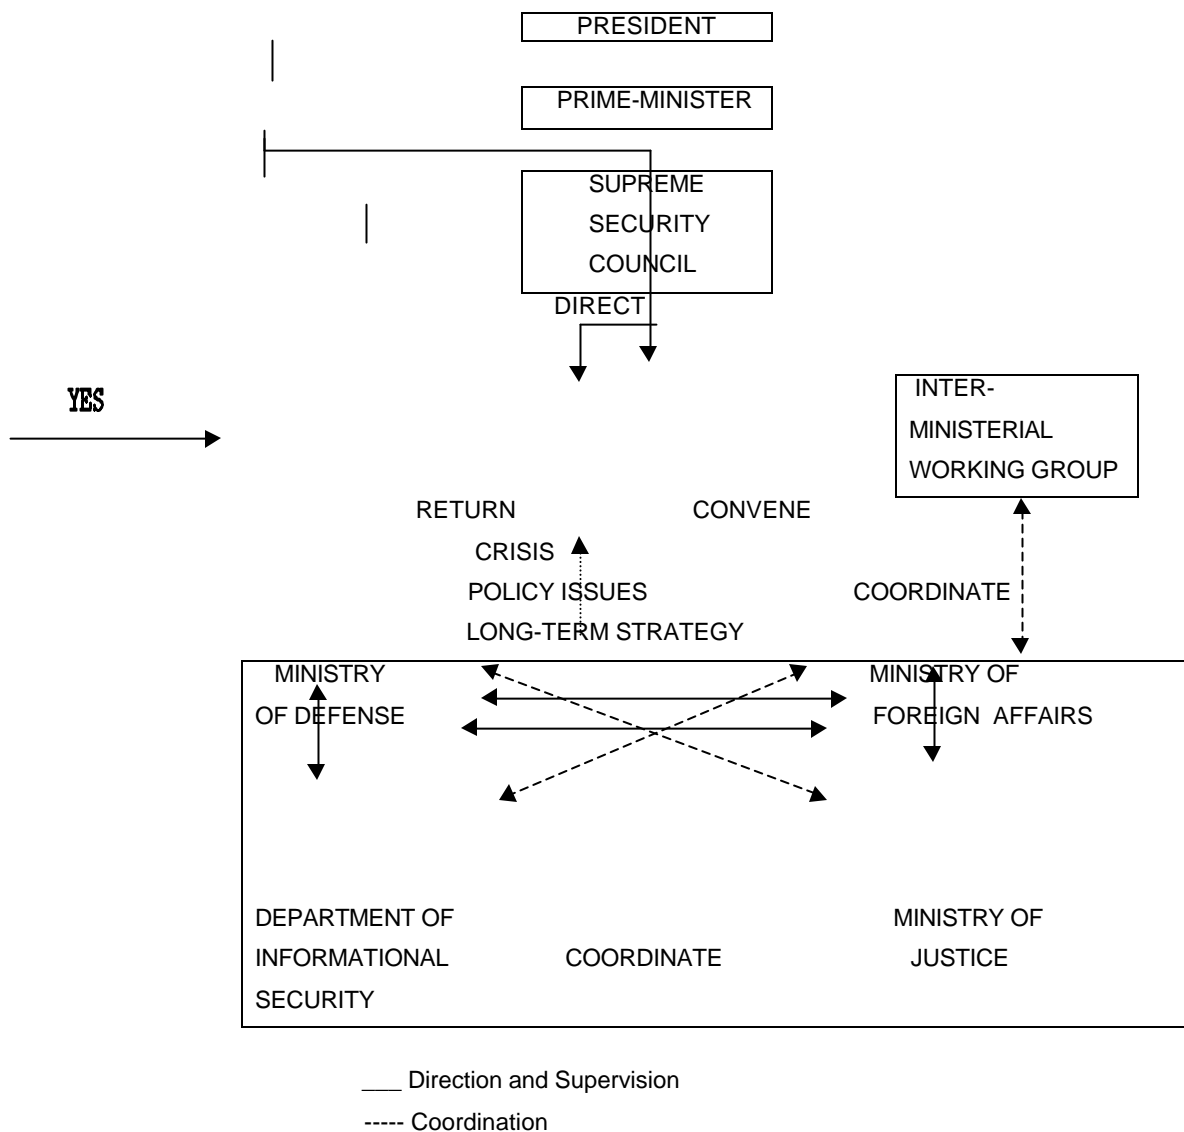 PRESIDENT
PRIME-MINISTER
SUPREME
SECURITY
COUNCIL
DIRECT
YES
INTER-
MINISTERIAL
WORKING GROUP
RETURN CONVENE
CRISIS
POLICY ISSUES COORDINATE
LONG-TERM STRATEGY
MINISTRY MINISTRY OF
OF DEFENSE FOREIGN AFFAIRS
DEPARTMENT OF MINISTRY OF
INFORMATIONAL COORDINATE JUSTICE
SECURITY
___ Direction and Supervision
----- Coordination